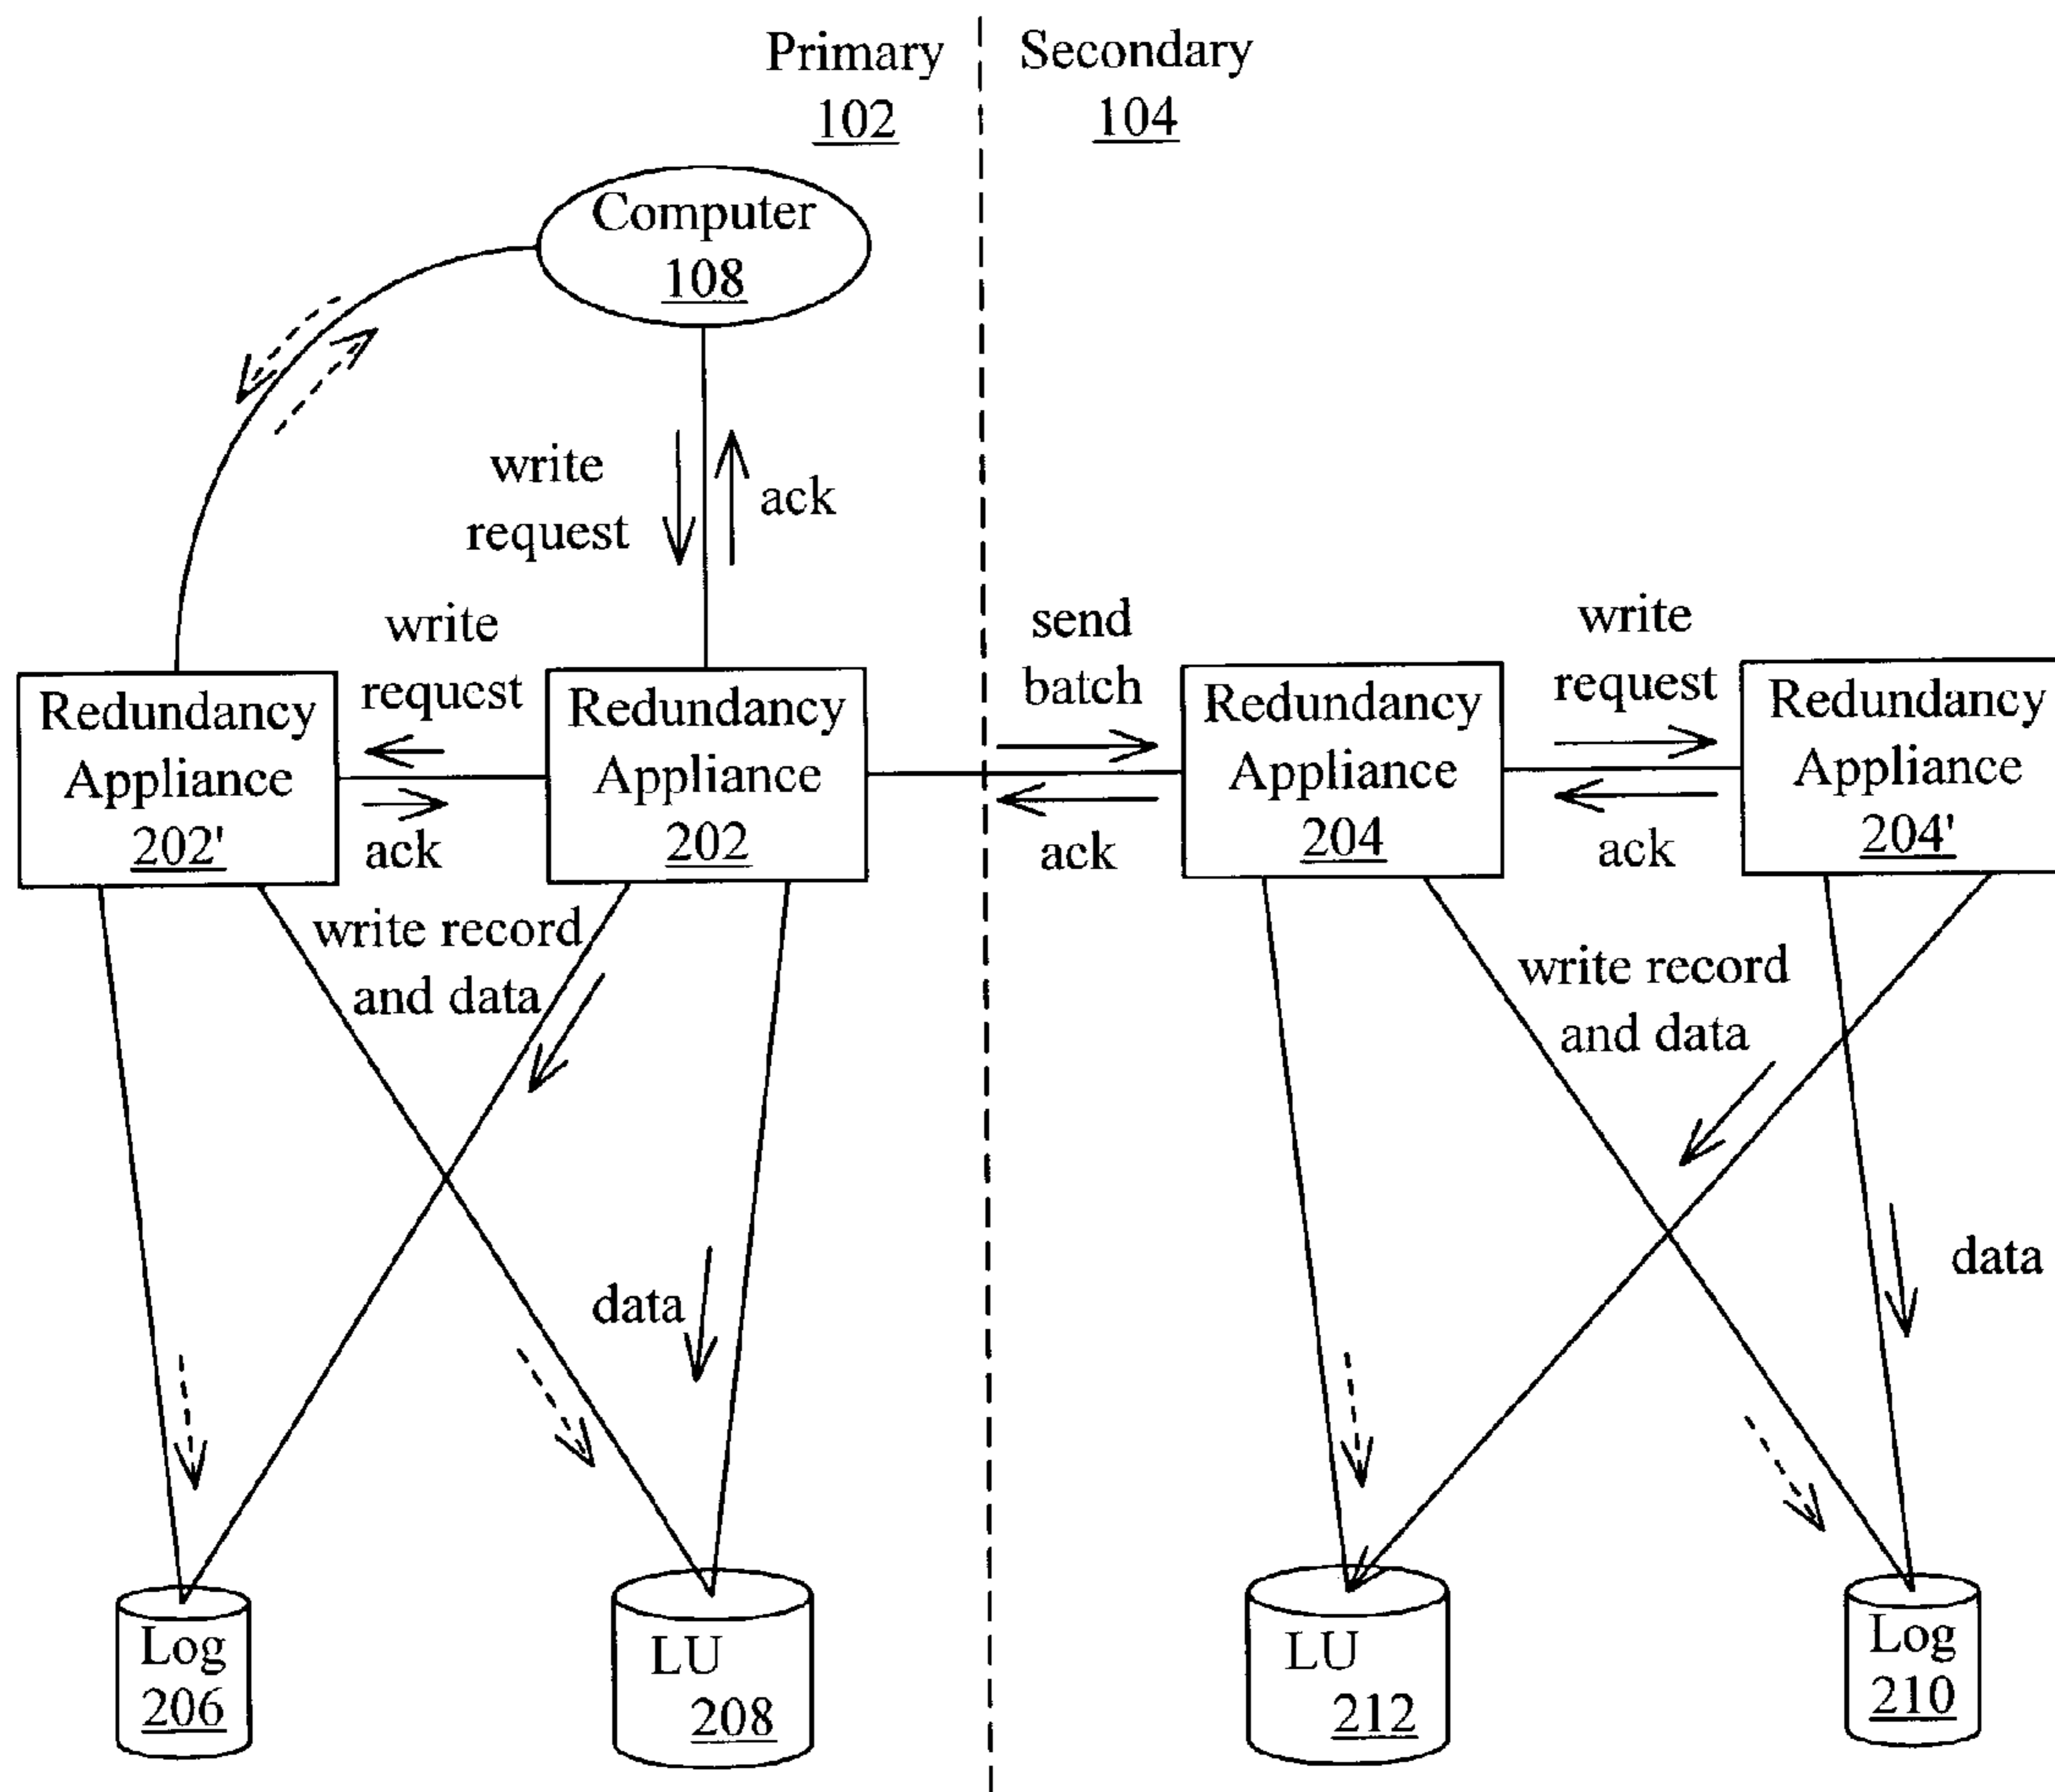 Primary
102
Secondary
104
Computer
108
write
request
ack
write
request
ack
Redundancy
Appliance
202'
Redundancy
Appliance
202
send
batch
ack
Redundancy
Appliance
204
write
request
ack
Redundancy
Appliance
204'
write record
and data
data
write record
and data
data
Log
206
LU
208
LU
212
Log
210